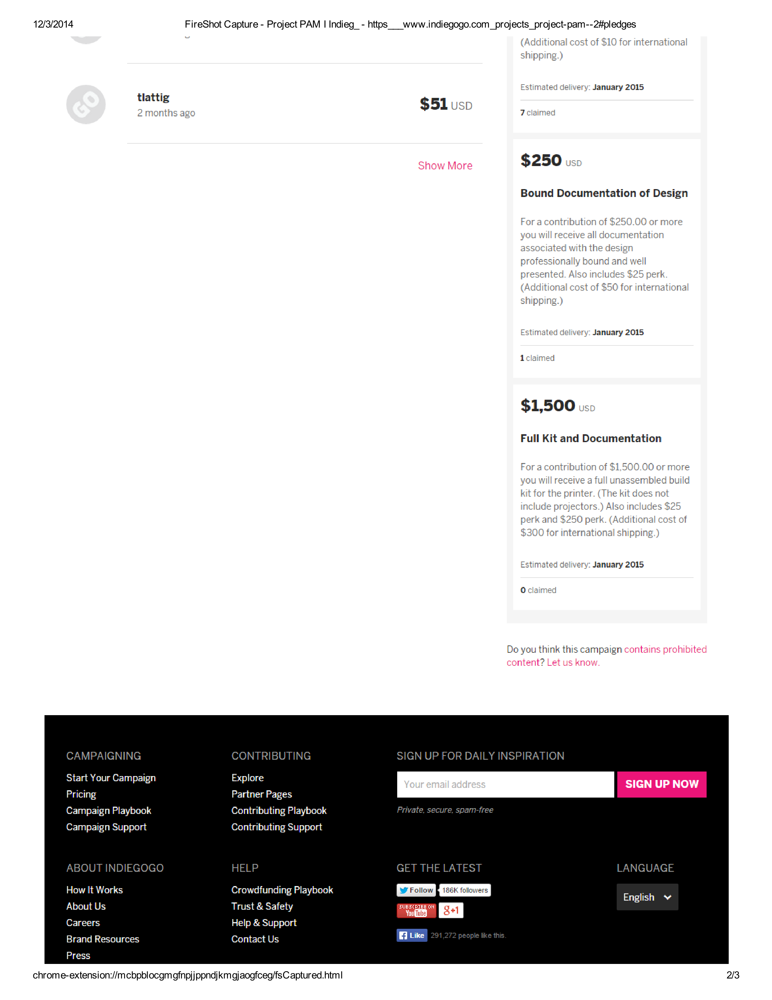 12/3/2014 FireShot Capture - Project PAM I Indieg_ - https___www.indiegogo.com_projects_project-pam--2#pledges
GO
tlattig
2 months ago
$51 USD
Show More
(Additional cost of $10 for international
shipping.)
Estimated delivery: January 2015
7 claimed
$250 USD
Bound Documentation of Design
For a contribution of $250.00 or more
you will receive all documentation
associated with the design
professionally bound and well
presented. Also includes $25 perk.
(Additional cost of $50 for international
shipping.)
Estimated delivery: January 2015
1 claimed
$1,500 USD
Full Kit and Documentation
For a contribution of $1,500.00 or more
you will receive a full unassembled build
kit for the printer. (The kit does not
include projectors.) Also includes $25
perk and $250 perk. (Additional cost of
$300 for international shipping.)
Estimated delivery: January 2015
0 claimed
Do you think this campaign contains prohibited
content? Let us know.
CAMPAIGNING
Start Your Campaign
Pricing
Campaign Playbook
Campaign Support
CONTRIBUTING
Explore
Partner Pages
Contributing Playbook
Contributing Support
SIGN UP FOR DAILY INSPIRATION
Your email address SIGN UP NOW
Private, secure, spam-free
ABOUT INDIEGOGO
How It Works
About Us
Careers
Brand Resources
Press
HELP
Crowdfunding Playbook
Trust & Safety
Help & Support
Contact Us
GET THE LATEST
Follow 186K followers
SUBSCRIBE ON
YouTube
g+1
f Like 291,272 people like this.
LANGUAGE
English
chrome-extension://mcbpblocgmgfnpjjppndjkmgjaogfceg/fsCaptured.html 2/3